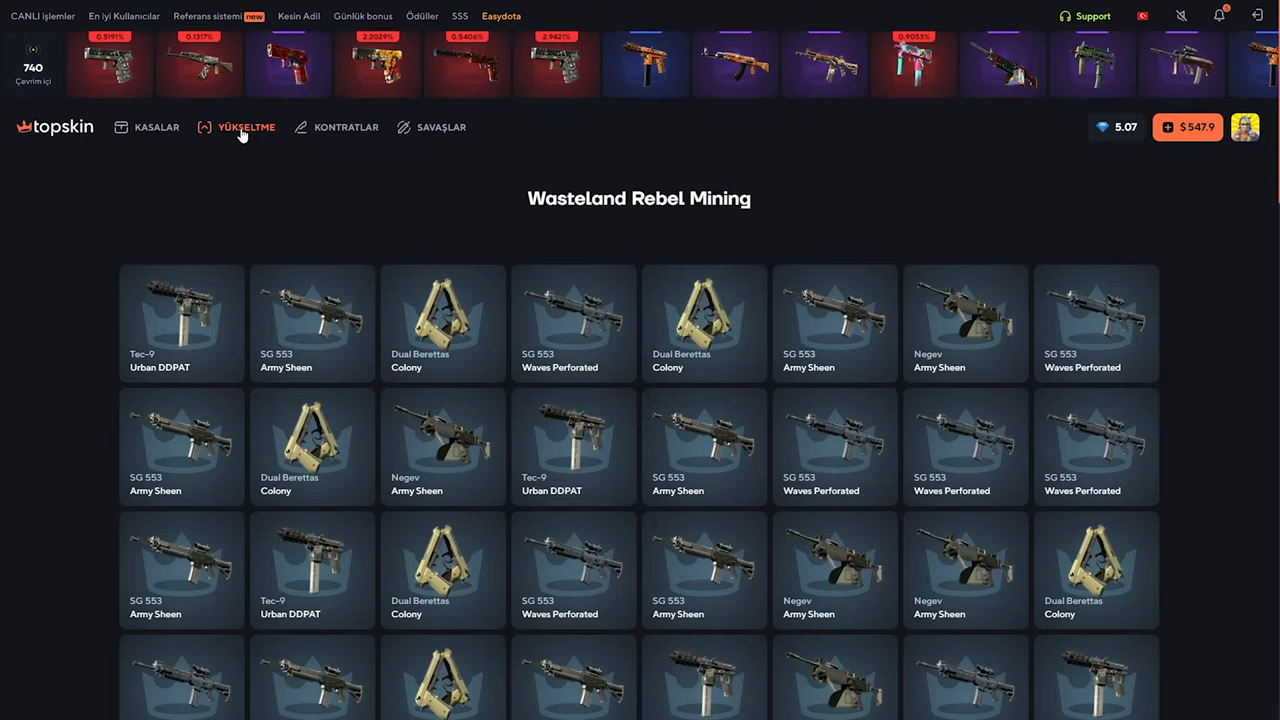 CANLI işlemler En iyi Kullanıcılar Referans sistemi new Kesin Adil Günlük bonus Ödüller SSS Easydota Support 6
0.5191% 0.1317% 2.2029% 0.5406% 2.9421% 0.9053%
740
Çevrim içi
topskin KASALAR YÜKSELTME KONTRATLAR SAVAŞLAR 5.07 $ 547.9
Wasteland Rebel Mining
Tec-9 SG 553 Dual Berettas SG 553 Dual Berettas SG 553 Negev SG 553
Urban DDPAT Army Sheen Colony Waves Perforated Colony Army Sheen Army Sheen Waves Perforated
SG 553 Dual Berettas Negev Tec-9 SG 553 SG 553 SG 553 SG 553
Army Sheen Colony Army Sheen Urban DDPAT Army Sheen Waves Perforated Waves Perforated Waves Perforated
SG 553 Tec-9 Dual Berettas SG 553 SG 553 Negev Negev Dual Berettas
Army Sheen Urban DDPAT Colony Waves Perforated Army Sheen Army Sheen Army Sheen Colony